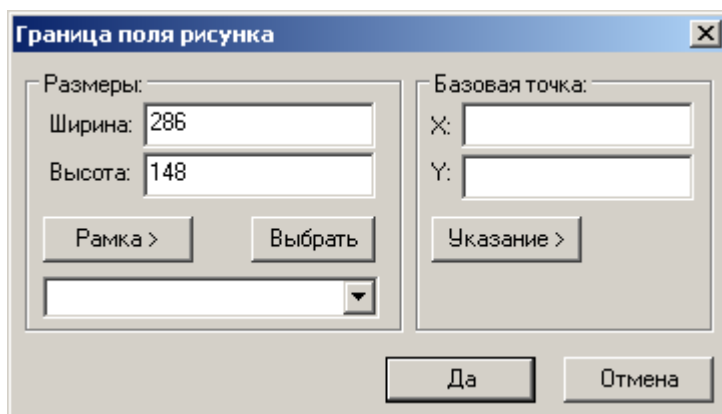 Граница поля рисунка
Размеры:
Ширина: 286
Высота: 148
Рамка > Выбрать
Базовая точка:
X:
Y:
Указание >
Да Отмена